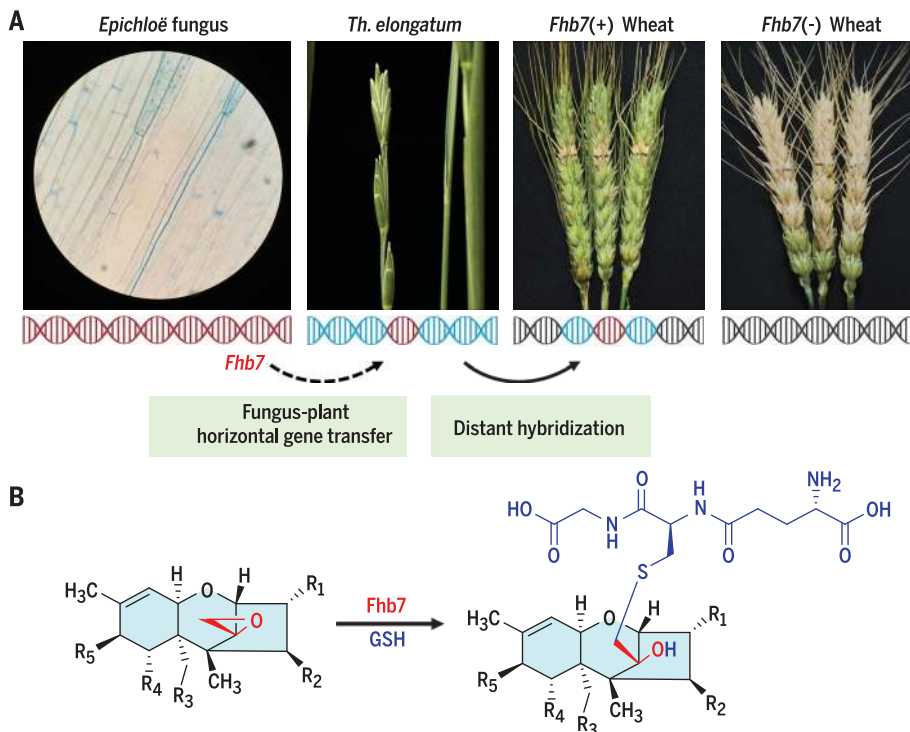 A
Epichloë fungus
Th. elongatum
Fhb7(+) Wheat
Fhb7(-) Wheat
Fhb7
Fungus-plant
horizontal gene transfer
Distant hybridization
B
H₃C
H
O
H
R₁
O
R₅
R₄
R₃
CH₃
R₂
Fhb7
GSH
HO
O
N
H
O
H
N
O
NH₂
OH
O
S
H₃C
H
O
H
R₁
OH
R₅
R₄
R₃
CH₃
R₂